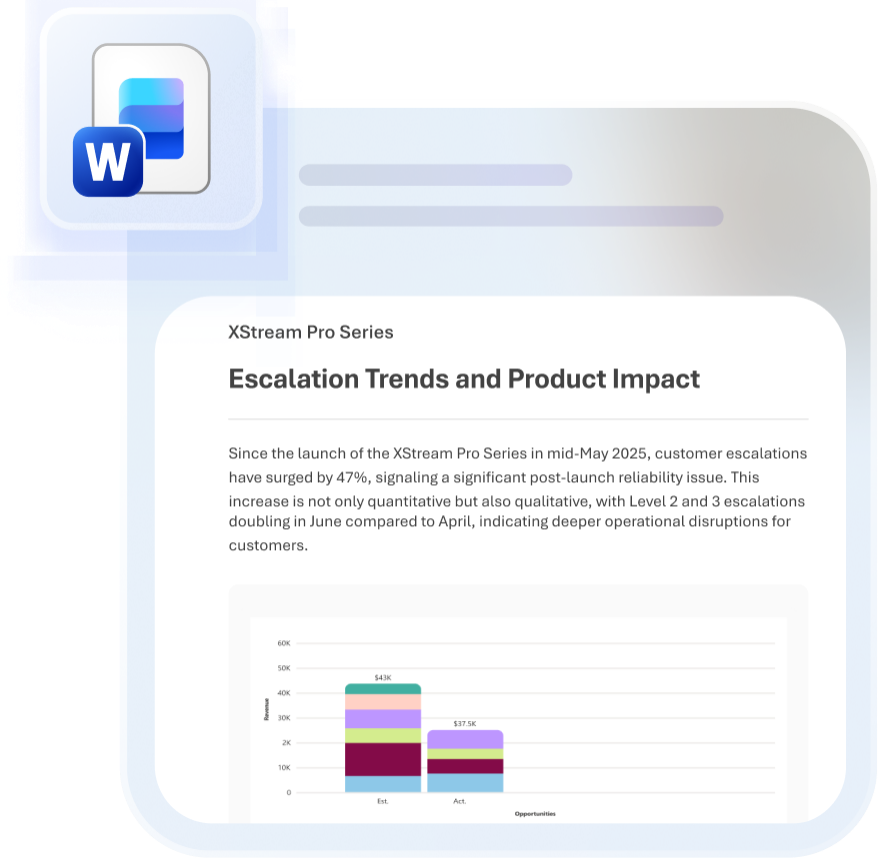 W
XStream Pro Series
Escalation Trends and Product Impact
Since the launch of the XStream Pro Series in mid-May 2025, customer escalations
have surged by 47%, signaling a significant post-launch reliability issue. This
increase is not only quantitative but also qualitative, with Level 2 and 3 escalations
doubling in June compared to April, indicating deeper operational disruptions for
customers.
60K
50K
$43K
40K
Revenue
30K
$37.5K
2K
10K
0
Est.
Act.
Opportunities